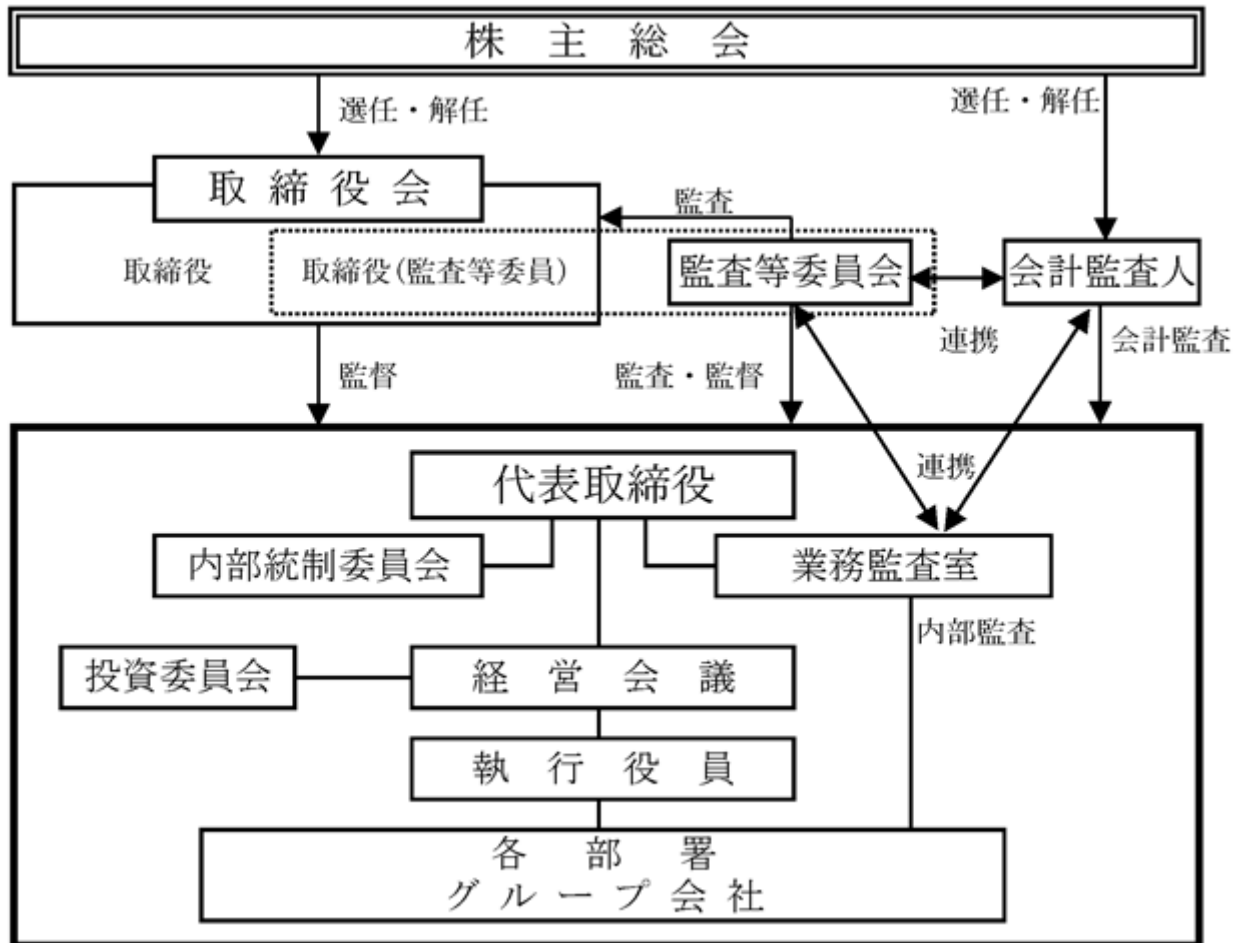 株主総会
選任・解任
選任・解任
取締役会
監査
取締役
取締役(監査等委員)
監査等委員会
会計監査人
連携
会計監査
監督
監査・監督
連携
代表取締役
内部統制委員会
業務監査室
内部監査
投資委員会
経営会議
執行役員
各部署
グループ会社